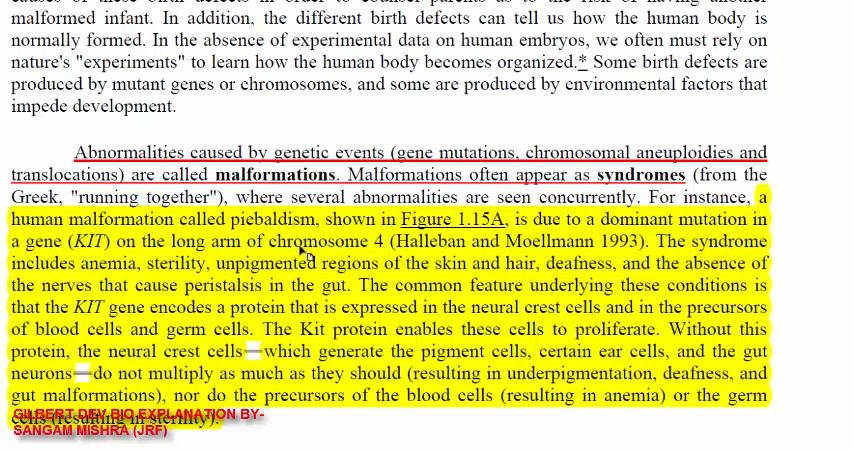 causes of these birth defects in order to counsel parents as to the risk of having another
malformed infant. In addition, the different birth defects can tell us how the human body is
normally formed. In the absence of experimental data on human embryos, we often must rely on
nature's "experiments" to learn how the human body becomes organized.* Some birth defects are
produced by mutant genes or chromosomes, and some are produced by environmental factors that
impede development.
Abnormalities caused by genetic events (gene mutations, chromosomal aneuploidies and
translocations) are called malformations. Malformations often appear as syndromes (from the
Greek, "running together"), where several abnormalities are seen concurrently. For instance, a
human malformation called piebaldism, shown in Figure 1.15A, is due to a dominant mutation in
a gene (KIT) on the long arm of chromosome 4 (Halleban and Moellmann 1993). The syndrome
includes anemia, sterility, unpigmented regions of the skin and hair, deafness, and the absence of
the nerves that cause peristalsis in the gut. The common feature underlying these conditions is
that the KIT gene encodes a protein that is expressed in the neural crest cells and in the precursors
of blood cells and germ cells. The Kit protein enables these cells to proliferate. Without this
protein, the neural crest cells—which generate the pigment cells, certain ear cells, and the gut
neurons—do not multiply as much as they should (resulting in underpigmentation, deafness, and
gut malformations), nor do the precursors of the blood cells (resulting in anemia) or the germ
cells (resulting in sterility).
GILBERT DEV.BIO EXPLANATION BY-
SANGAM MISHRA (JRF)